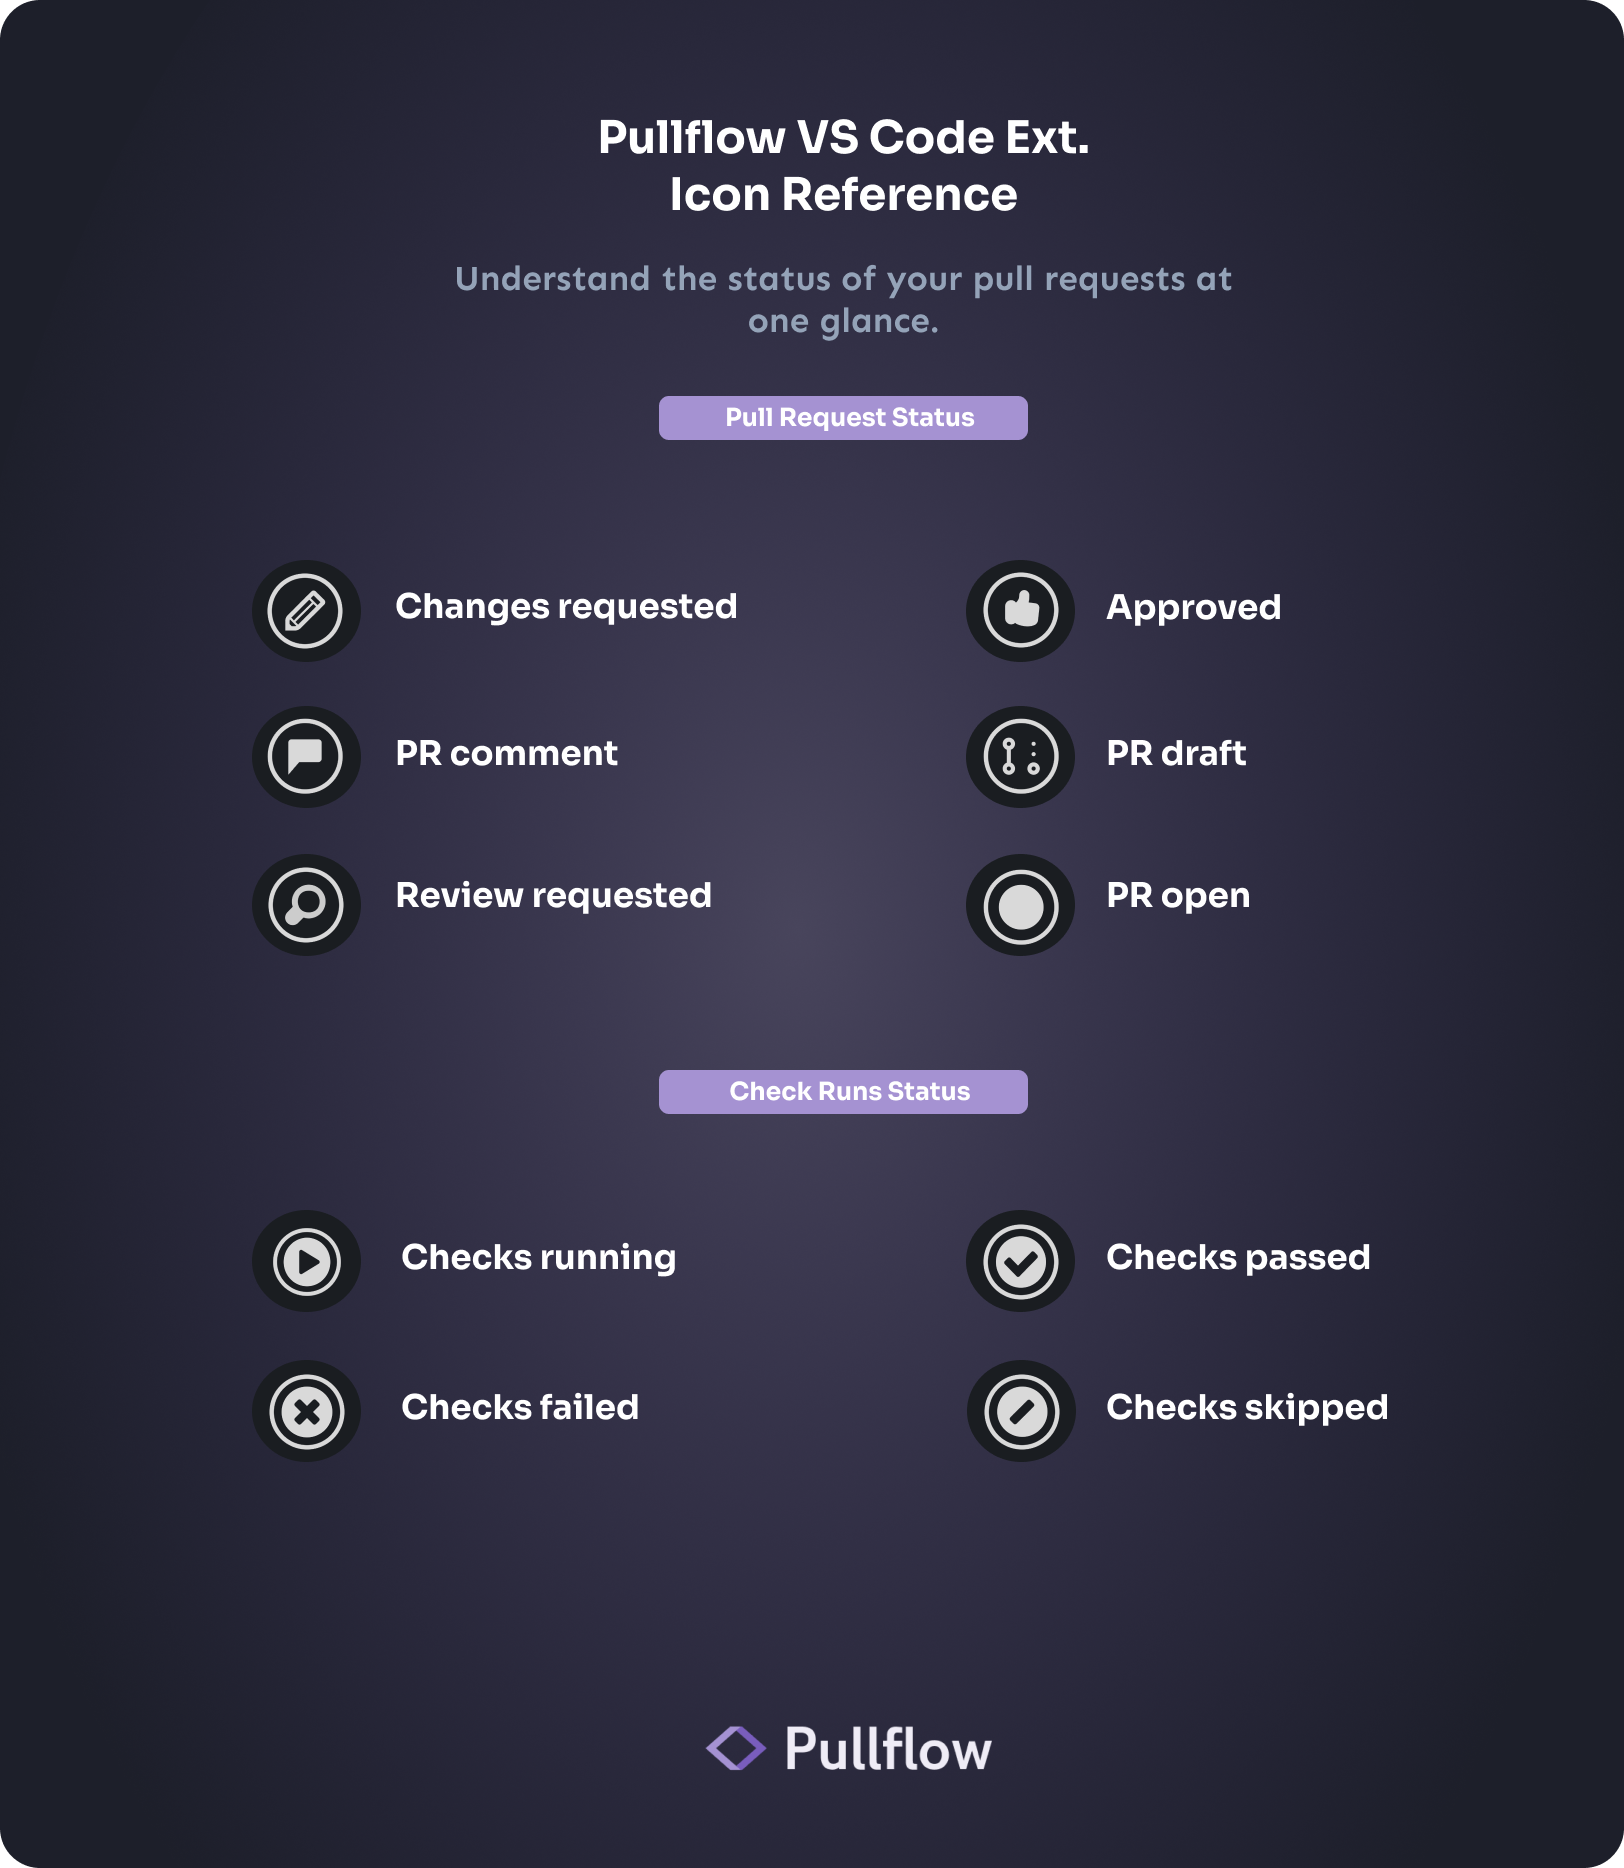 Pullflow VS Code Ext.
Icon Reference
Understand the status of your pull requests at
one glance.
Pull Request Status
Changes requested
Approved
PR comment
PR draft
Review requested
PR open
Check Runs Status
Checks running
Checks passed
Checks failed
Checks skipped
Pullflow